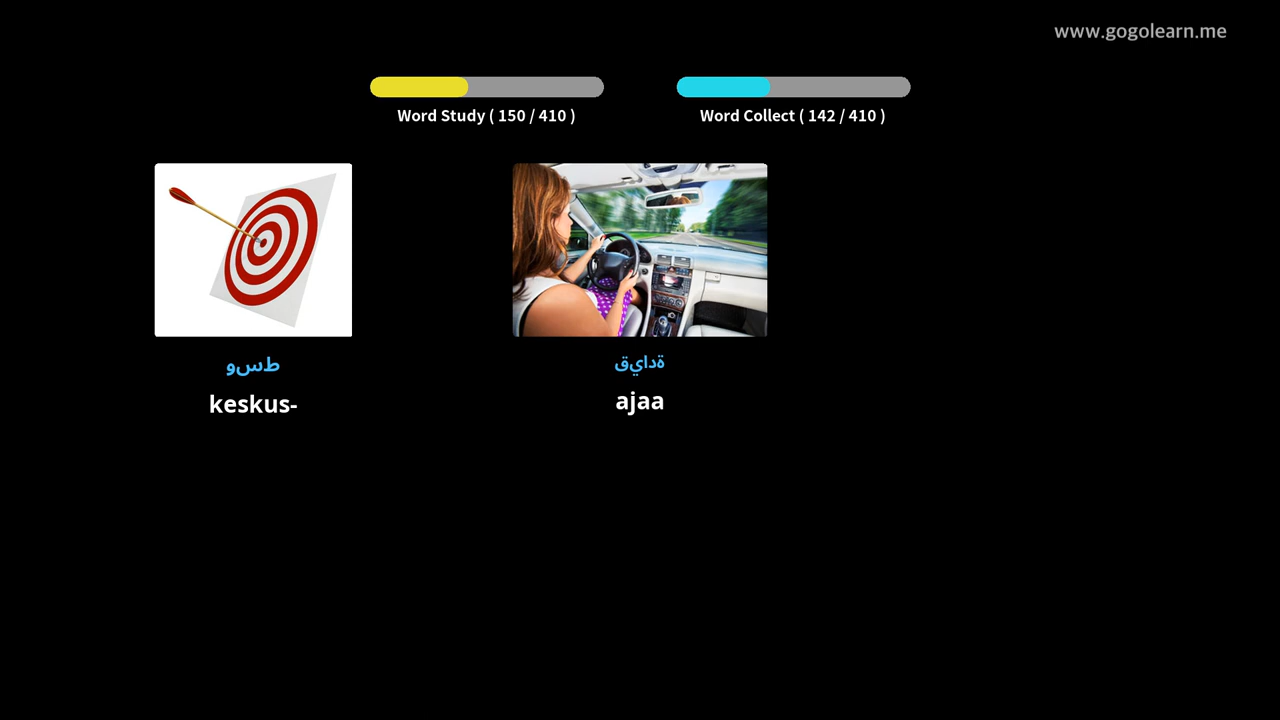 www.gogolearn.me
Word Study ( 150 / 410 )
Word Collect ( 142 / 410 )
طسو
keskus-
ةدايق
ajaa